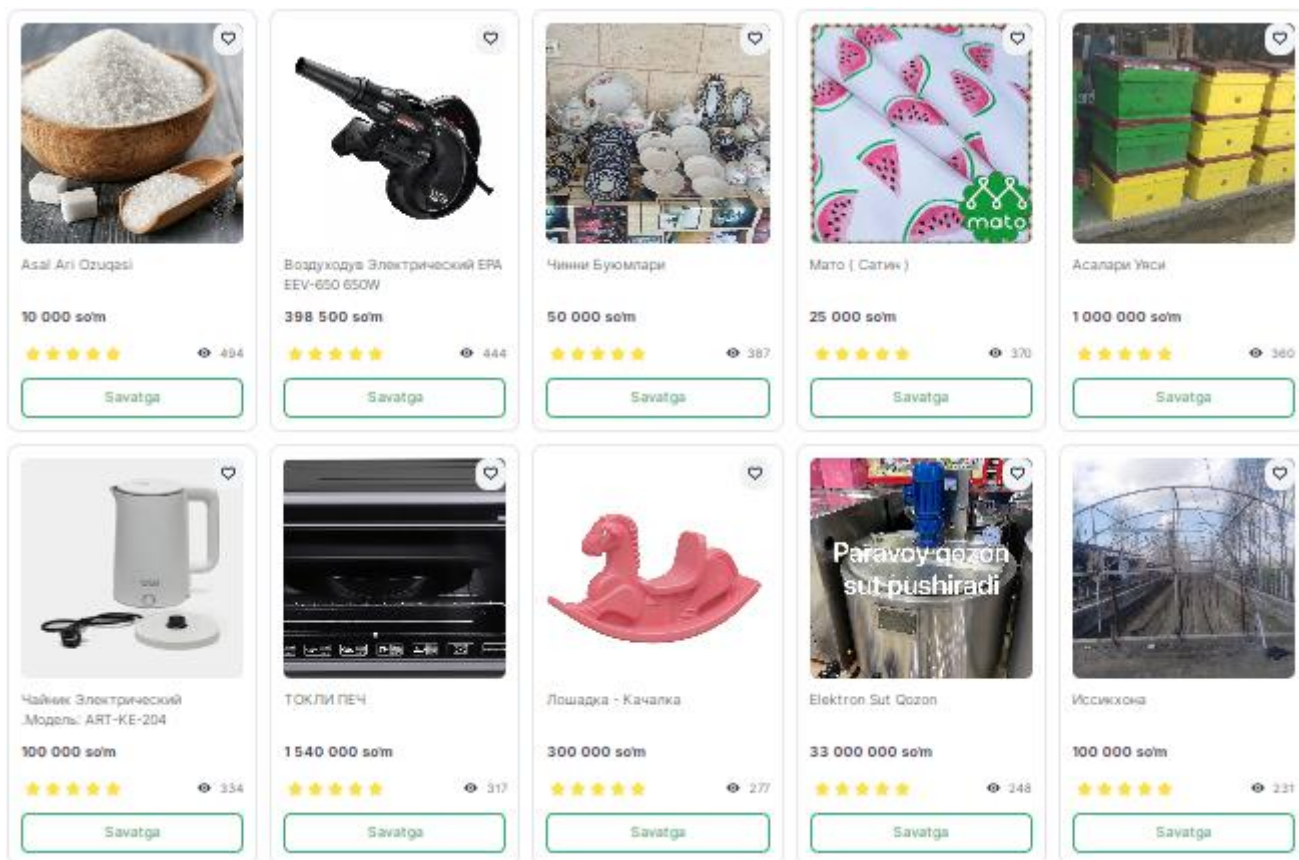 mato
Asal Ari Ozuqasi
Воздуходув Электрический EPA
EEV-650 650W
Чинни Буюмлари
Мато ( Сатин )
Асалари Уяси
10 000 so'm
398 500 so'm
50 000 so'm
25 000 so'm
1 000 000 so'm
494
444
387
370
360
Savatga
Savatga
Savatga
Savatga
Savatga
Paravoy qozon
sut pushiradi
Чайник Электрический
.Модель: ART-KE-204
ТОКЛИ ПЕЧ
Лошадка - Качалка
Elektron Sut Qozon
Иссикхона
100 000 so'm
1 540 000 so'm
300 000 so'm
33 000 000 so'm
100 000 so'm
334
317
277
248
231
Savatga
Savatga
Savatga
Savatga
Savatga